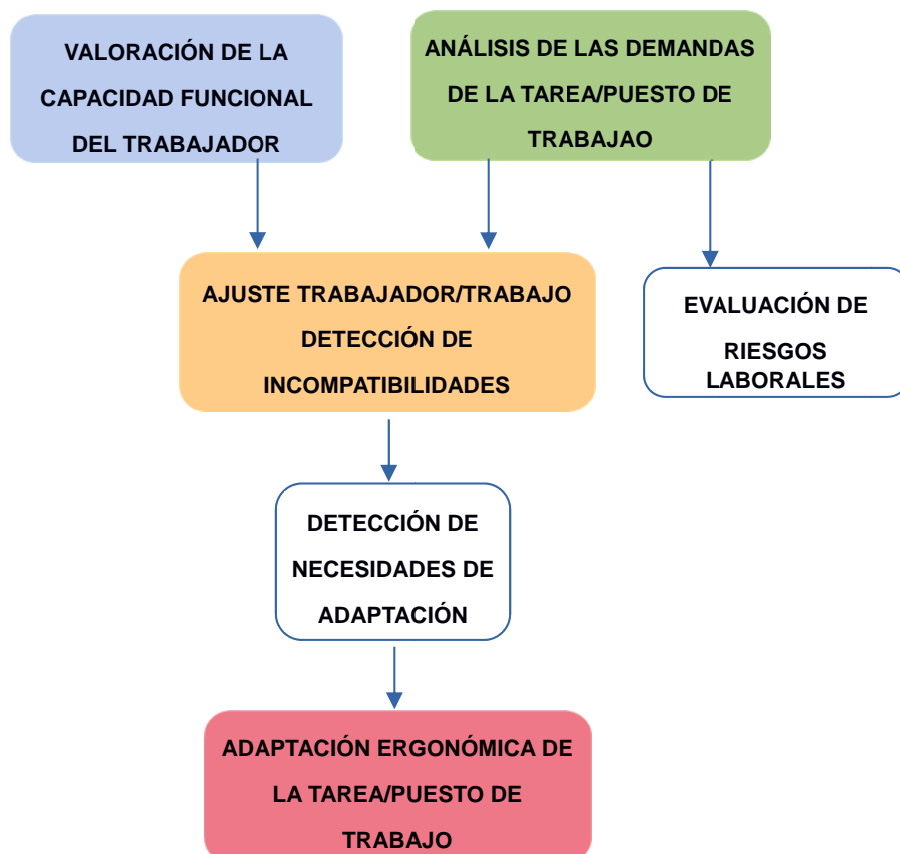 VALORACIÓN DE LA
CAPACIDAD FUNCIONAL
DEL TRABAJADOR
ANÁLISIS DE LAS DEMANDAS
DE LA TAREA/PUESTO DE
TRABAJAO
AJUSTE TRABAJADOR/TRABAJO
DETECCIÓN DE
INCOMPATIBILIDADES
EVALUACIÓN DE
RIESGOS
LABORALES
DETECCIÓN DE
NECESIDADES DE
ADAPTACIÓN
ADAPTACIÓN ERGONÓMICA DE
LA TAREA/PUESTO DE
TRABAJO